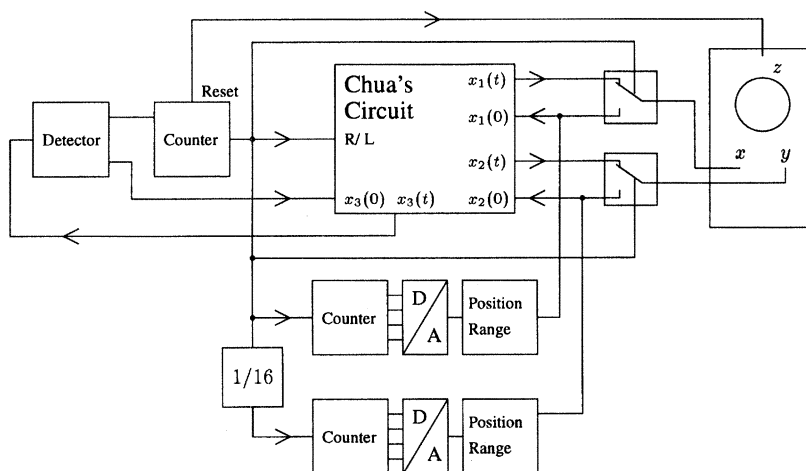 Reset
Detector
Counter
Chua's
Circuit
R/L
x₃(0) x₃(t)
x₁(t)
x₁(0)
x₂(t)
x₂(0)
z
x y
Counter
D
A
Position
Range
1/16
Counter
D
A
Position
Range